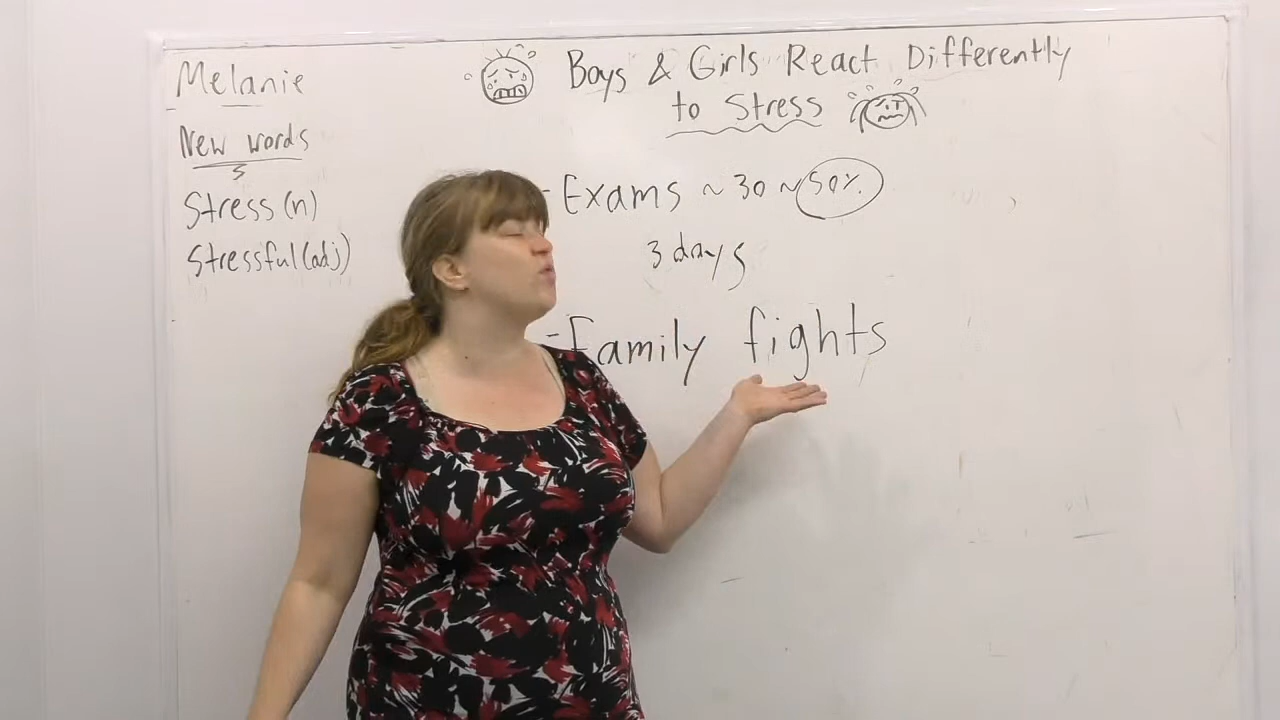 Melanie
New words
Stress (n)
Stressful (adj)
Boys & Girls React Differently
to Stress
- Exams ~ 30 ~ 50%
3 days
- Family fights